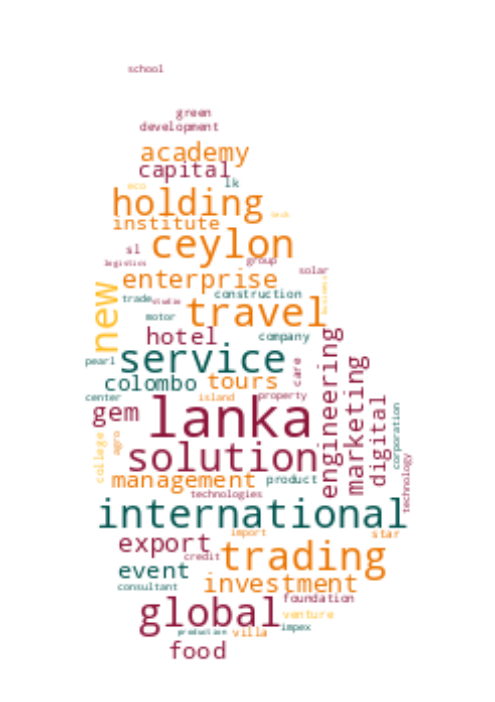 school
green
development
academy
capital
lk
eco
holding
tech
institute
ceylon
sl
logistics
group
solar
enterprise
business
new
trade
studio
construction
travel
motor
hotel
company
pearl
service
care
colombo
tours
center
island
property
gem
lanka
engineering
marketing
digital
corporation
college
agro
solution
technology
management
product
technologies
international
export
import
star
credit
trading
event
consultant
investment
foundation
global
venture
production
villa
impex
food